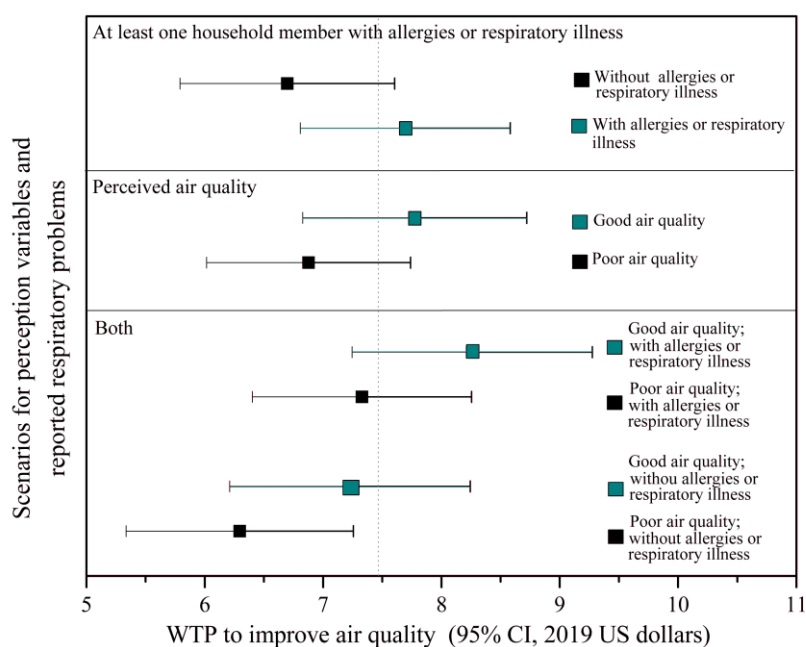 At least one household member with allergies or respiratory illness
Without allergies or
respiratory illness
With allergies or respiratory
illness
Perceived air quality
Good air quality
Poor air quality
Both
Good air quality;
with allergies or
respiratory illness
Poor air quality;
with allergies or
respiratory illness
Good air quality;
withou allergies or
respiratory illness
Poor air quality;
without allergies or
respiratory illness
Scenarios for perception variables and
reported respiratory problems
5 6 7 8 9 10 11
WTP to improve air quality (95% CI, 2019 US dollars)